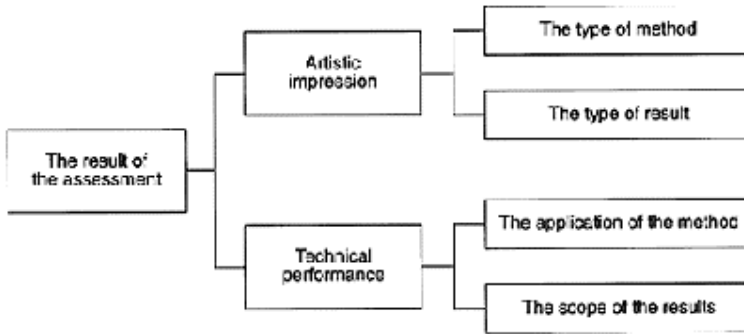 The result of
the assessment
Artistic
impression
The type of method
The type of result
Technical
performance
The application of the method
The scope of the results